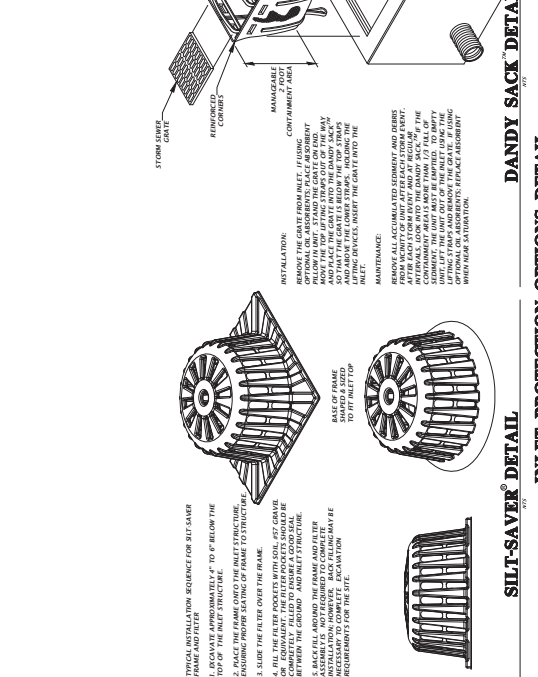 TYPICAL INSTALLATION SEQUENCE FOR SILT-SAVER
FRAME AND FILTER
1. EXCAVATE APPROXIMATELY 4" TO 6" BELOW THE
TOP OF THE INLET STRUCTURE.
2. PLACE THE FRAME ONTO THE INLET STRUCTURE,
ENSURING PROPER SEATING OF FRAME TO STRUCTURE.
3. SLIDE THE FILTER OVER THE FRAME.
4. FILL THE FILTER POCKETS WITH SOIL, #57 GRAVEL
OR EQUIVALENT. THE FILTER POCKETS SHOULD BE
COMPLETELY FILLED TO ENSURE A GOOD SEAL
BETWEEN THE GROUND AND INLET STRUCTURE.
5. BACK FILL AROUND THE FRAME AND FILTER
ASSEMBLY IS NOT REQUIRED TO COMPLETE
INSTALLATION; HOWEVER, BACK FILLING MAY BE
NECESSARY TO COMPLETE EXCAVATION
REQUIREMENTS FOR THE SITE.
BASE OF FRAME
SHAPED & SIZED
TO FIT INLET TOP
SILT-SAVER® DETAIL
NTS
STORM SEWER
GRATE
REINFORCED
CORNERS
MANAGEABLE
2 FOOT
CONTAINMENT AREA
INSTALLATION:
REMOVE THE GRATE FROM INLET. IF USING
OPTIONAL OIL ABSORBENTS; PLACE ABSORBENT
PILLOW IN UNIT. STAND THE GRATE ON END.
MOVE THE TOP LIFTING STRAPS OUT OF THE WAY
AND PLACE THE GRATE INTO THE DANDY SACK™
SO THAT THE GRATE IS BELOW THE TOP STRAPS
AND ABOVE THE LOWER STRAPS. HOLDING THE
LIFTING DEVICES, INSERT THE GRATE INTO THE
INLET.
MAINTENANCE:
REMOVE ALL ACCUMULATED SEDIMENT AND DEBRIS
FROM VICINITY OF UNIT AFTER EACH STORM EVENT.
AFTER EACH STORM EVENT AND AT REGULAR
INTERVALS, LOOK INTO THE DANDY SACK.™ IF THE
CONTAINMENT AREA IS MORE THAN 1/3 FULL OF
SEDIMENT, THE UNIT MUST BE EMPTIED. TO EMPTY
UNIT, LIFT THE UNIT OUT OF THE INLET USING THE
LIFTING STRAPS AND REMOVE THE GRATE. IF USING
OPTIONAL OIL ABSORBENTS; REPLACE ABSORBENT
WHEN NEAR SATURATION.
DANDY SACK™ DETA
NTS
INLET PROTECTION OPTIONS DETAIL